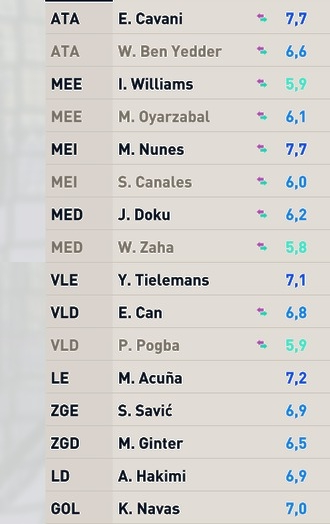 ATA E. Cavani 7,7
ATA W. Ben Yedder 6,6
MEE I. Williams 5,9
MEE M. Oyarzabal 6,1
MEI M. Nunes 7,7
MEI S. Canales 6,0
MED J. Doku 6,2
MED W. Zaha 5,8
VLE Y. Tielemans 7,1
VLD E. Can 6,8
VLD P. Pogba 5,9
LE M. Acuña 7,2
ZGE S. Savić 6,9
ZGD M. Ginter 6,5
LD A. Hakimi 6,9
GOL K. Navas 7,0